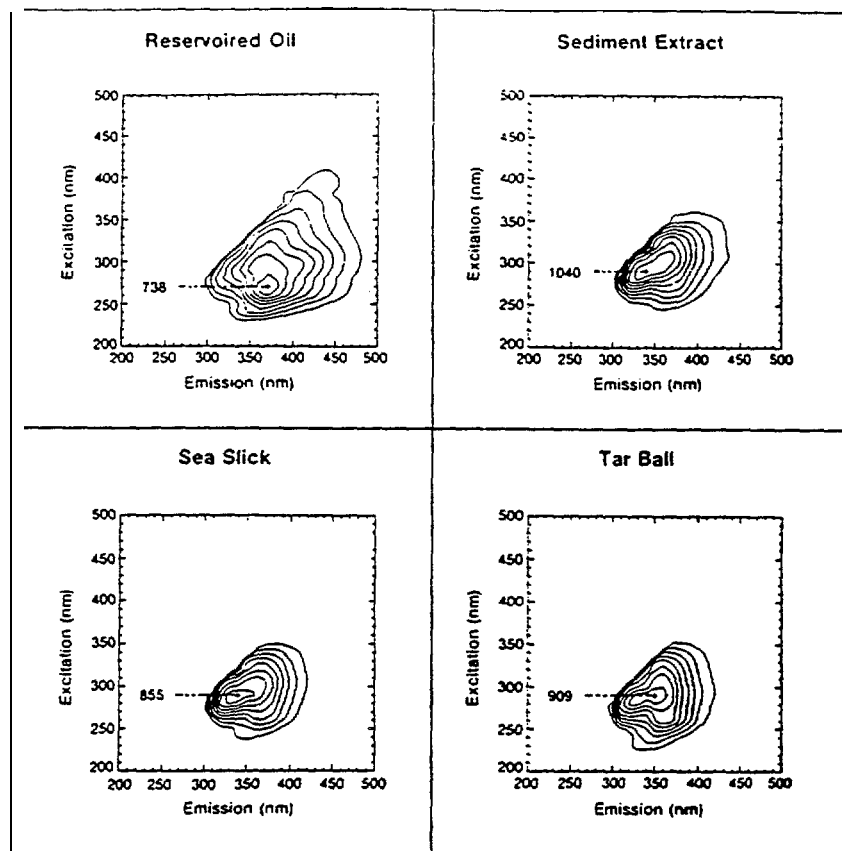 Reservoired Oil
500
450
400
350
300
250
200
Excitation (nm)
738
200 250 300 350 400 450 500
Emission (nm)
Sediment Extract
500
450
400
350
300
250
200
Excitation (nm)
1040
200 250 300 350 400 450 500
Emission (nm)
Sea Slick
500
450
400
350
300
250
200
Excitation (nm)
855
200 250 300 350 400 450 500
Emission (nm)
Tar Ball
500
450
400
350
300
250
200
Excitation (nm)
909
200 250 300 350 400 450 500
Emission (nm)